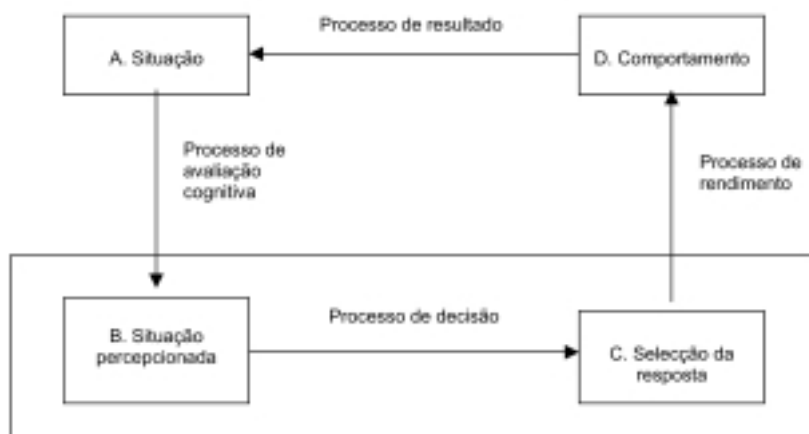 Processo de resultado
A. Situação
D. Comportamento
Processo de
avaliação
cognitiva
Processo de
rendimento
B. Situação
percepcionada
Processo de decisão
C. Selecção da
resposta